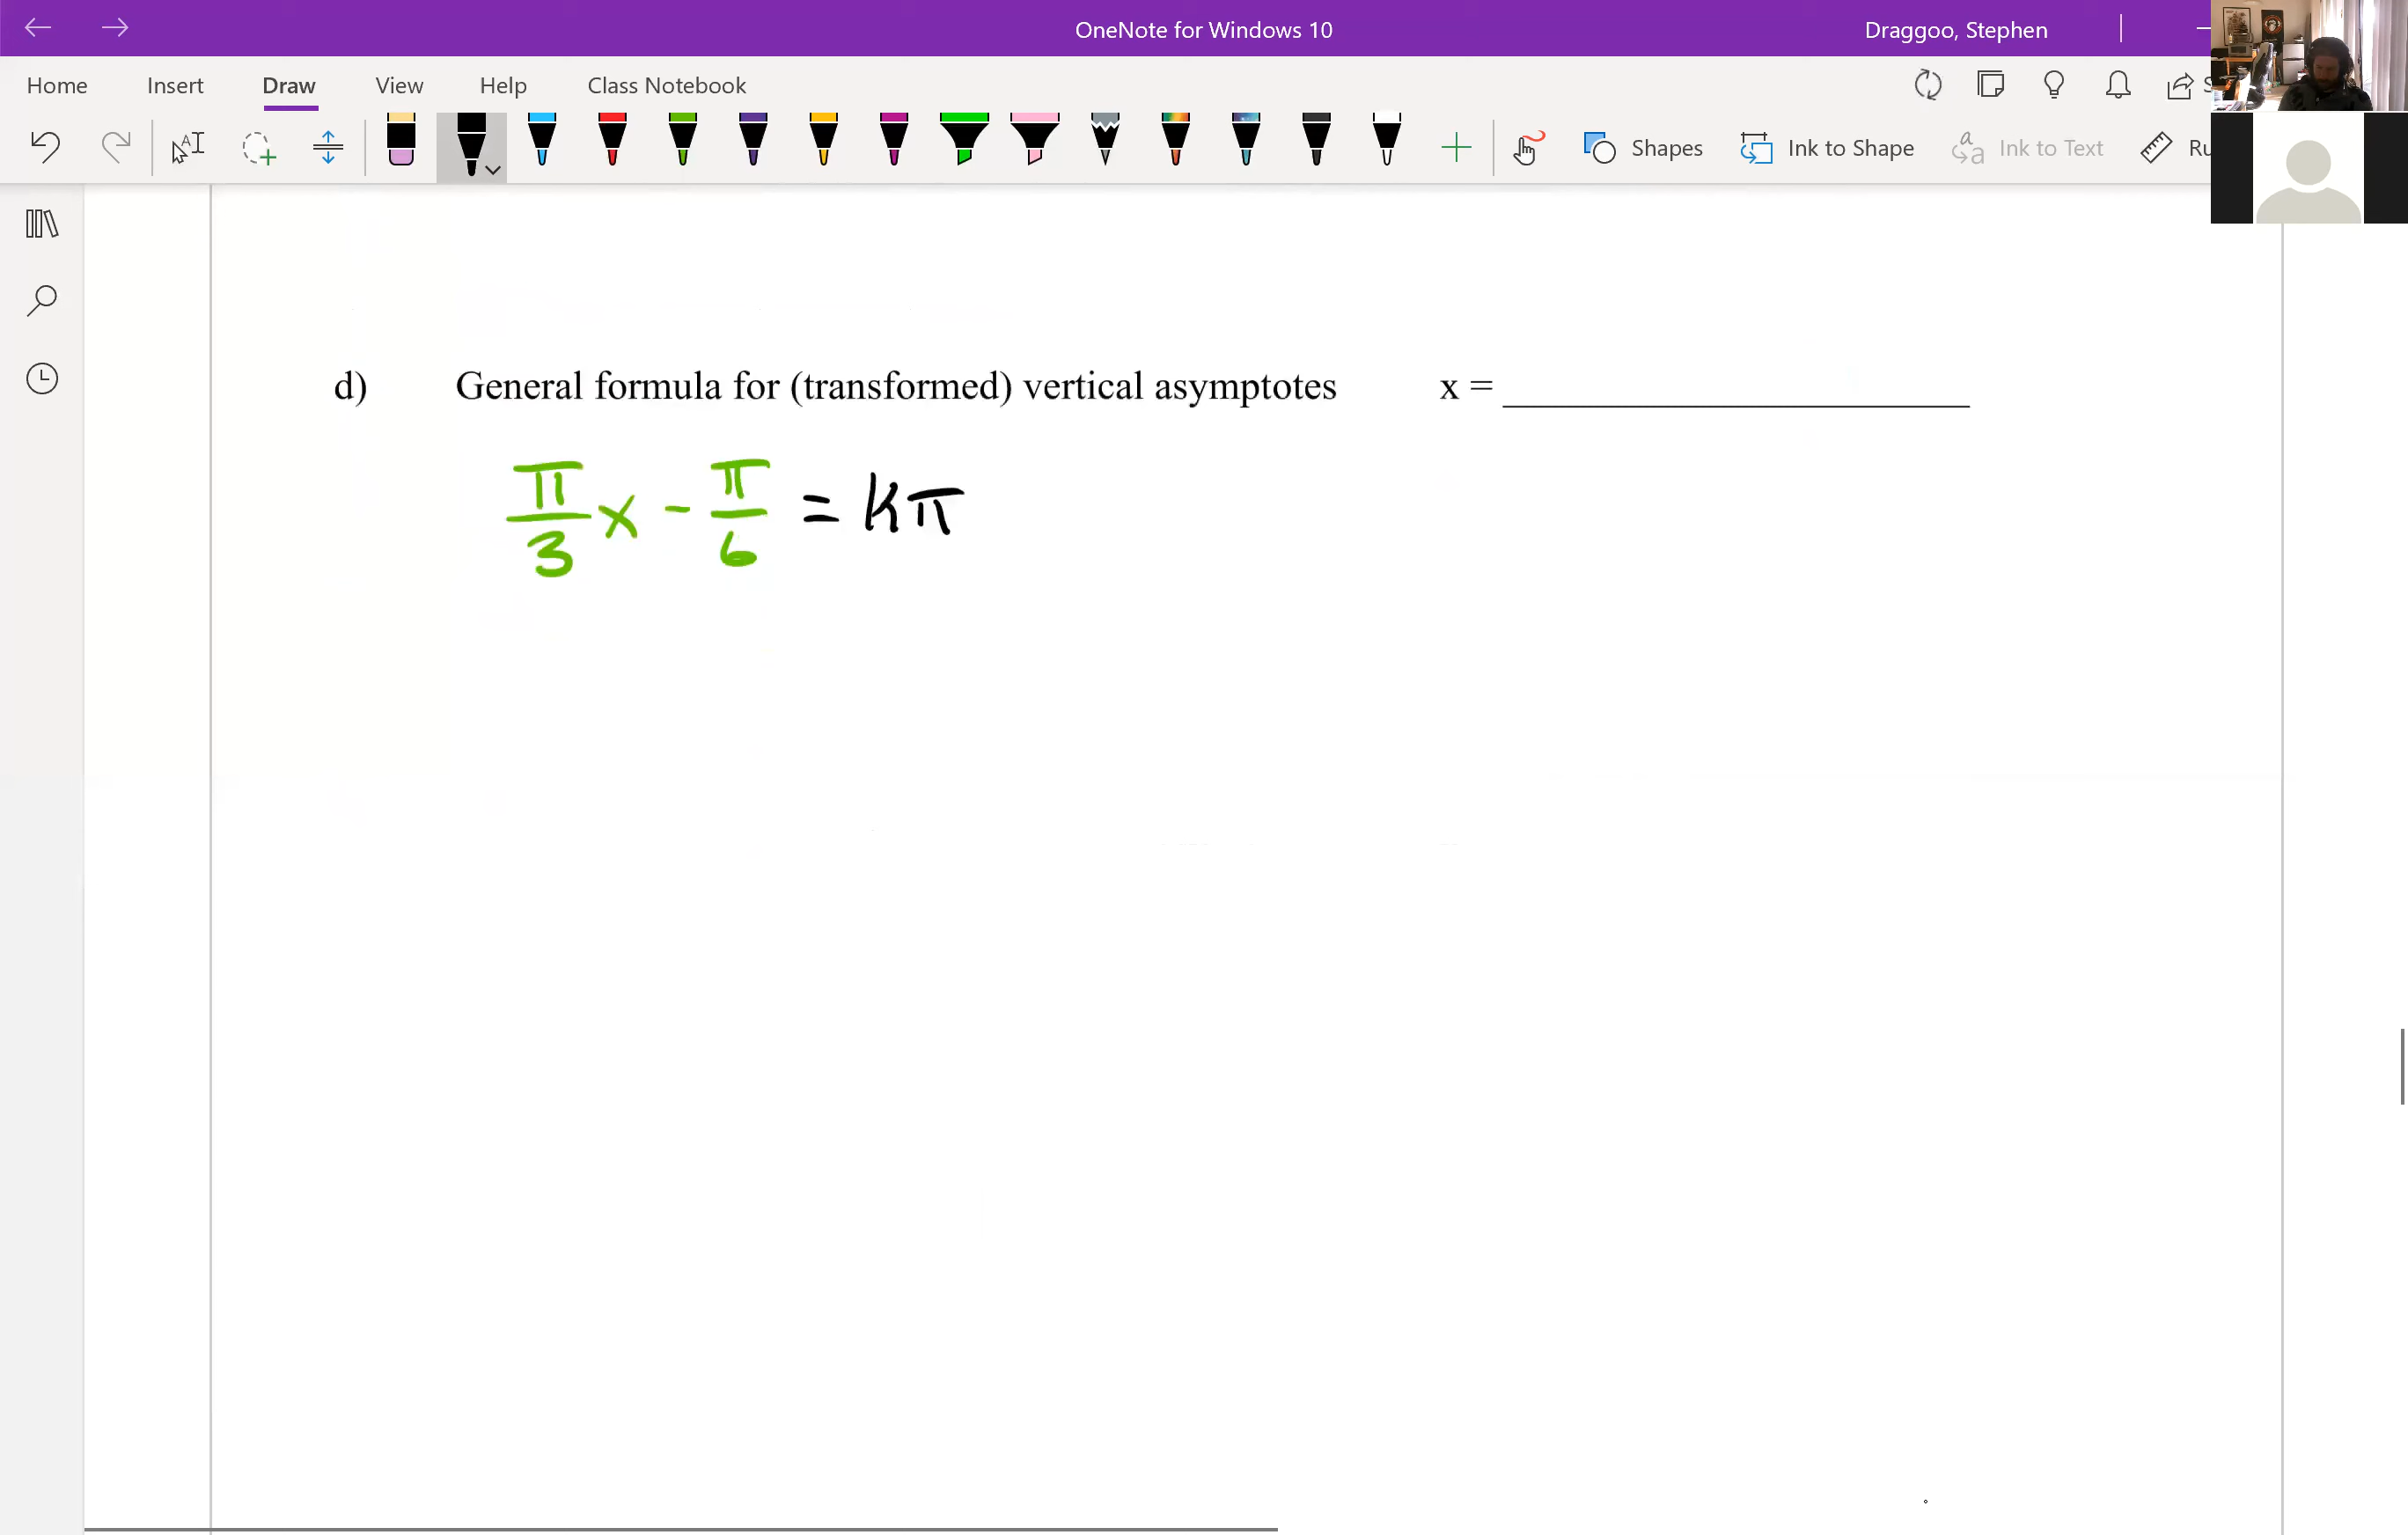 OneNote for Windows 10 Draggoo, Stephen
Home Insert Draw View Help Class Notebook
Shapes Ink to Shape Ink to Text
d) General formula for (transformed) vertical asymptotes x = ____________
π/3 x - π/6 = kπ